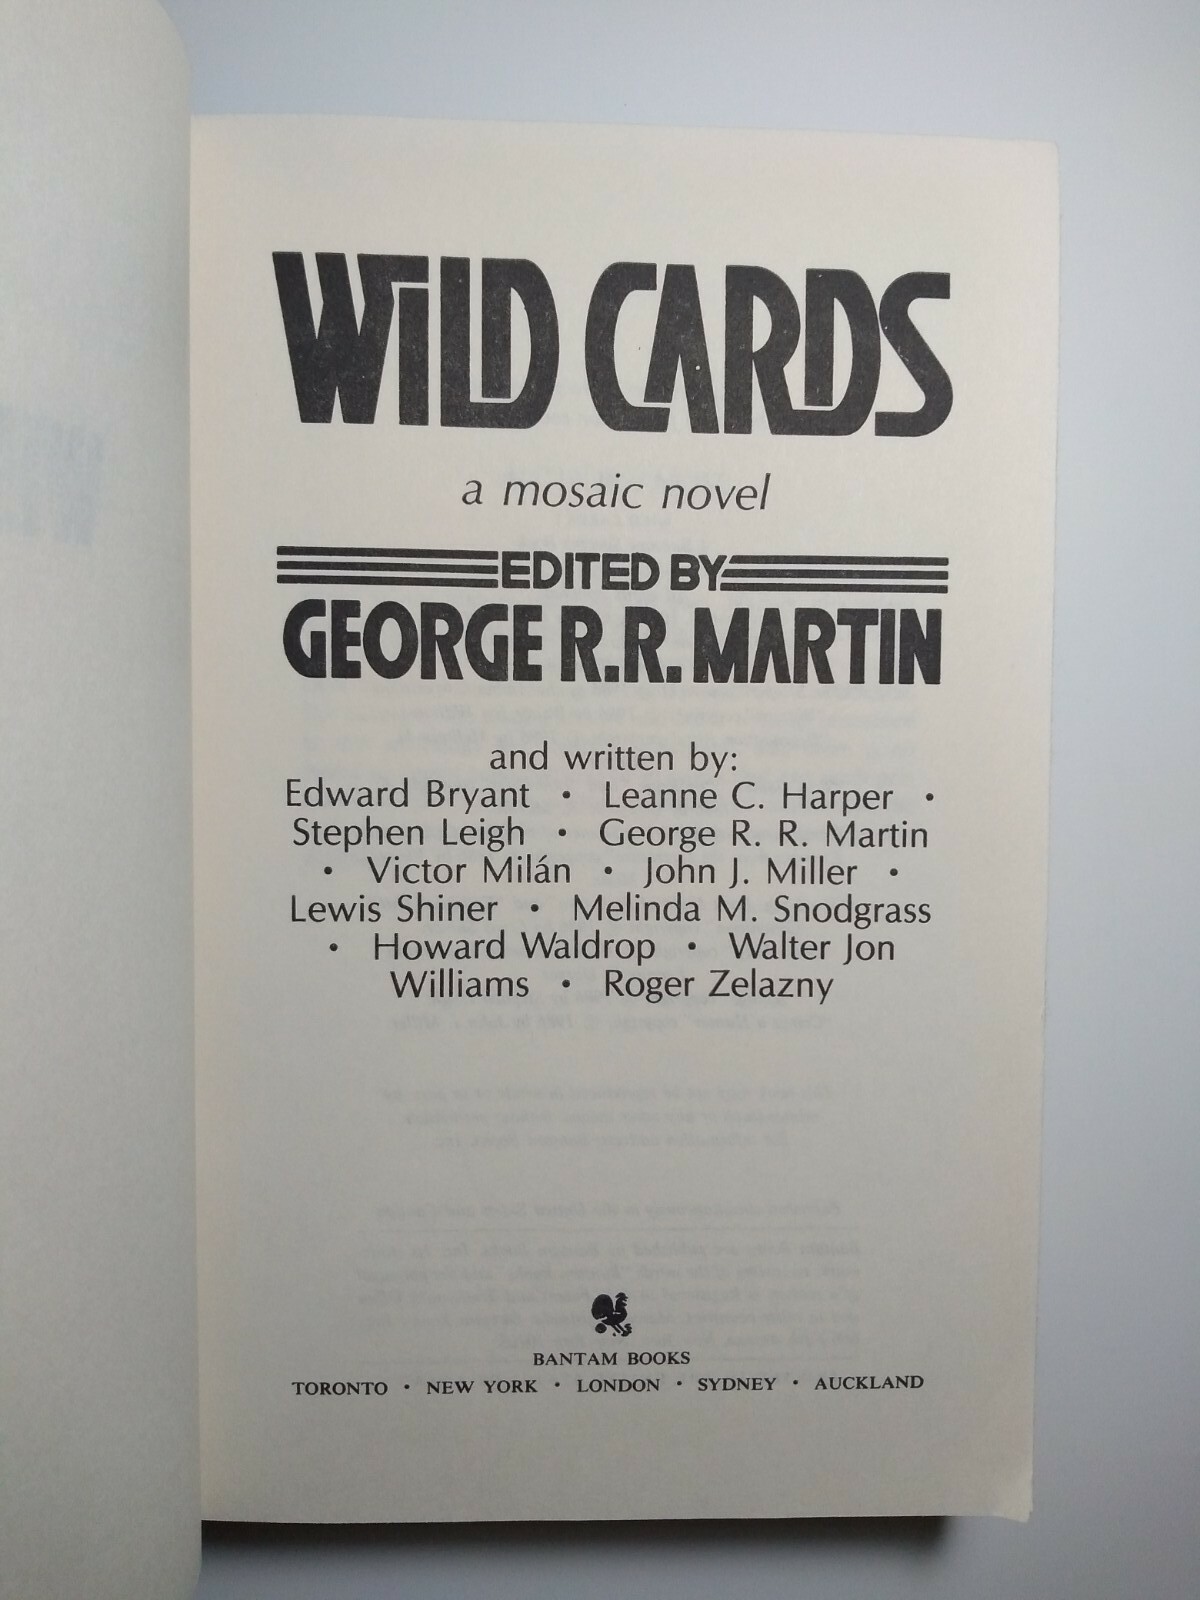 WILD CARDS
a mosaic novel
EDITED BY
GEORGE R.R. MARTIN
and written by:
Edward Bryant • Leanne C. Harper •
Stephen Leigh • George R. R. Martin
• Victor Milán • John J. Miller •
Lewis Shiner • Melinda M. Snodgrass
• Howard Waldrop • Walter Jon
Williams • Roger Zelazny
BANTAM BOOKS
TORONTO • NEW YORK • LONDON • SYDNEY • AUCKLAND